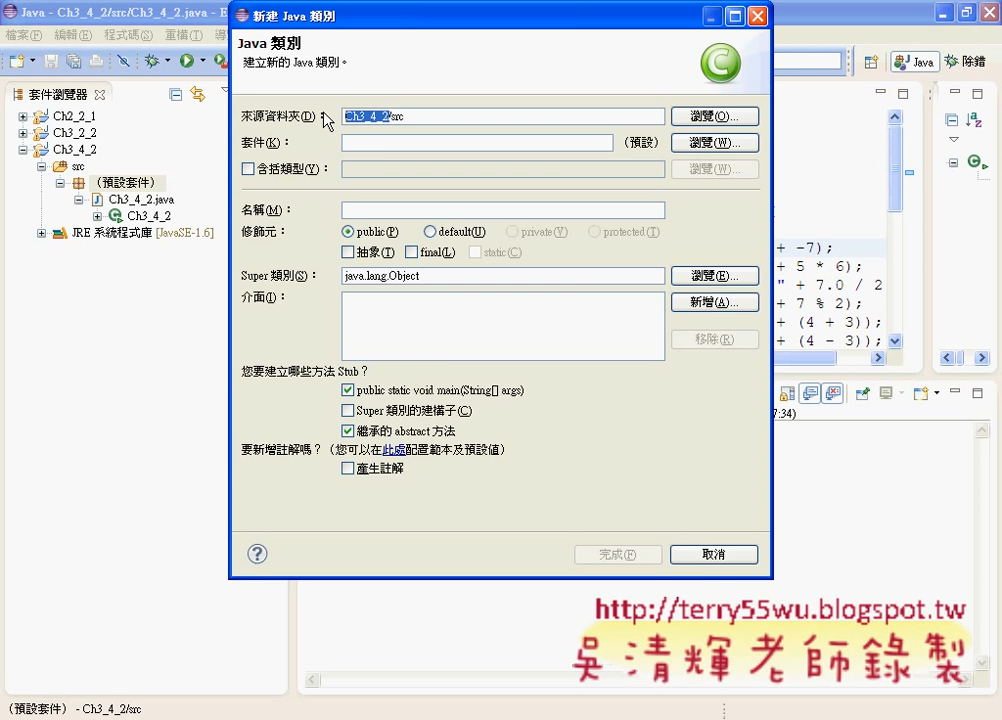 Java - Ch3_4_2/src/Ch3_4_2.java - E
檔案(F) 編輯(E) 程式碼(S) 重構(T) 導
Java 除錯
套件瀏覽器
Ch2_2_1
Ch3_2_2
Ch3_4_2
src
(預設套件)
Ch3_4_2.java
Ch3_4_2
JRE 系統程式庫 [JavaSE-1.6]
新建 Java 類別
Java 類別
建立新的 Java 類別。
來源資料夾(D): Ch3_4_2/src 瀏覽(O)...
套件(K): (預設) 瀏覽(W)...
含括類型(Y): 瀏覽(W)...
名稱(M):
修飾元: public(P) default(U) private(V) protected(T)
抽象(T) final(L) static(C)
Super 類別(S): java.lang.Object 瀏覽(E)...
介面(I): 新增(A)...
移除(R)
您要建立哪些方法 Stub?
public static void main(String[] args)
Super 類別的建構子(C)
繼承的 abstract 方法
要新增註解嗎?(您可以在此處配置範本及預設值)
產生註解
完成(F) 取消
+ -7);
+ 5 * 6);
" + 7.0 / 2
+ 7 % 2);
+ (4 + 3));
+ (4 - 3));
7:34)
http://terry55wu.blogspot.tw
吳清輝老師錄製
(預設套件) - Ch3_4_2/src